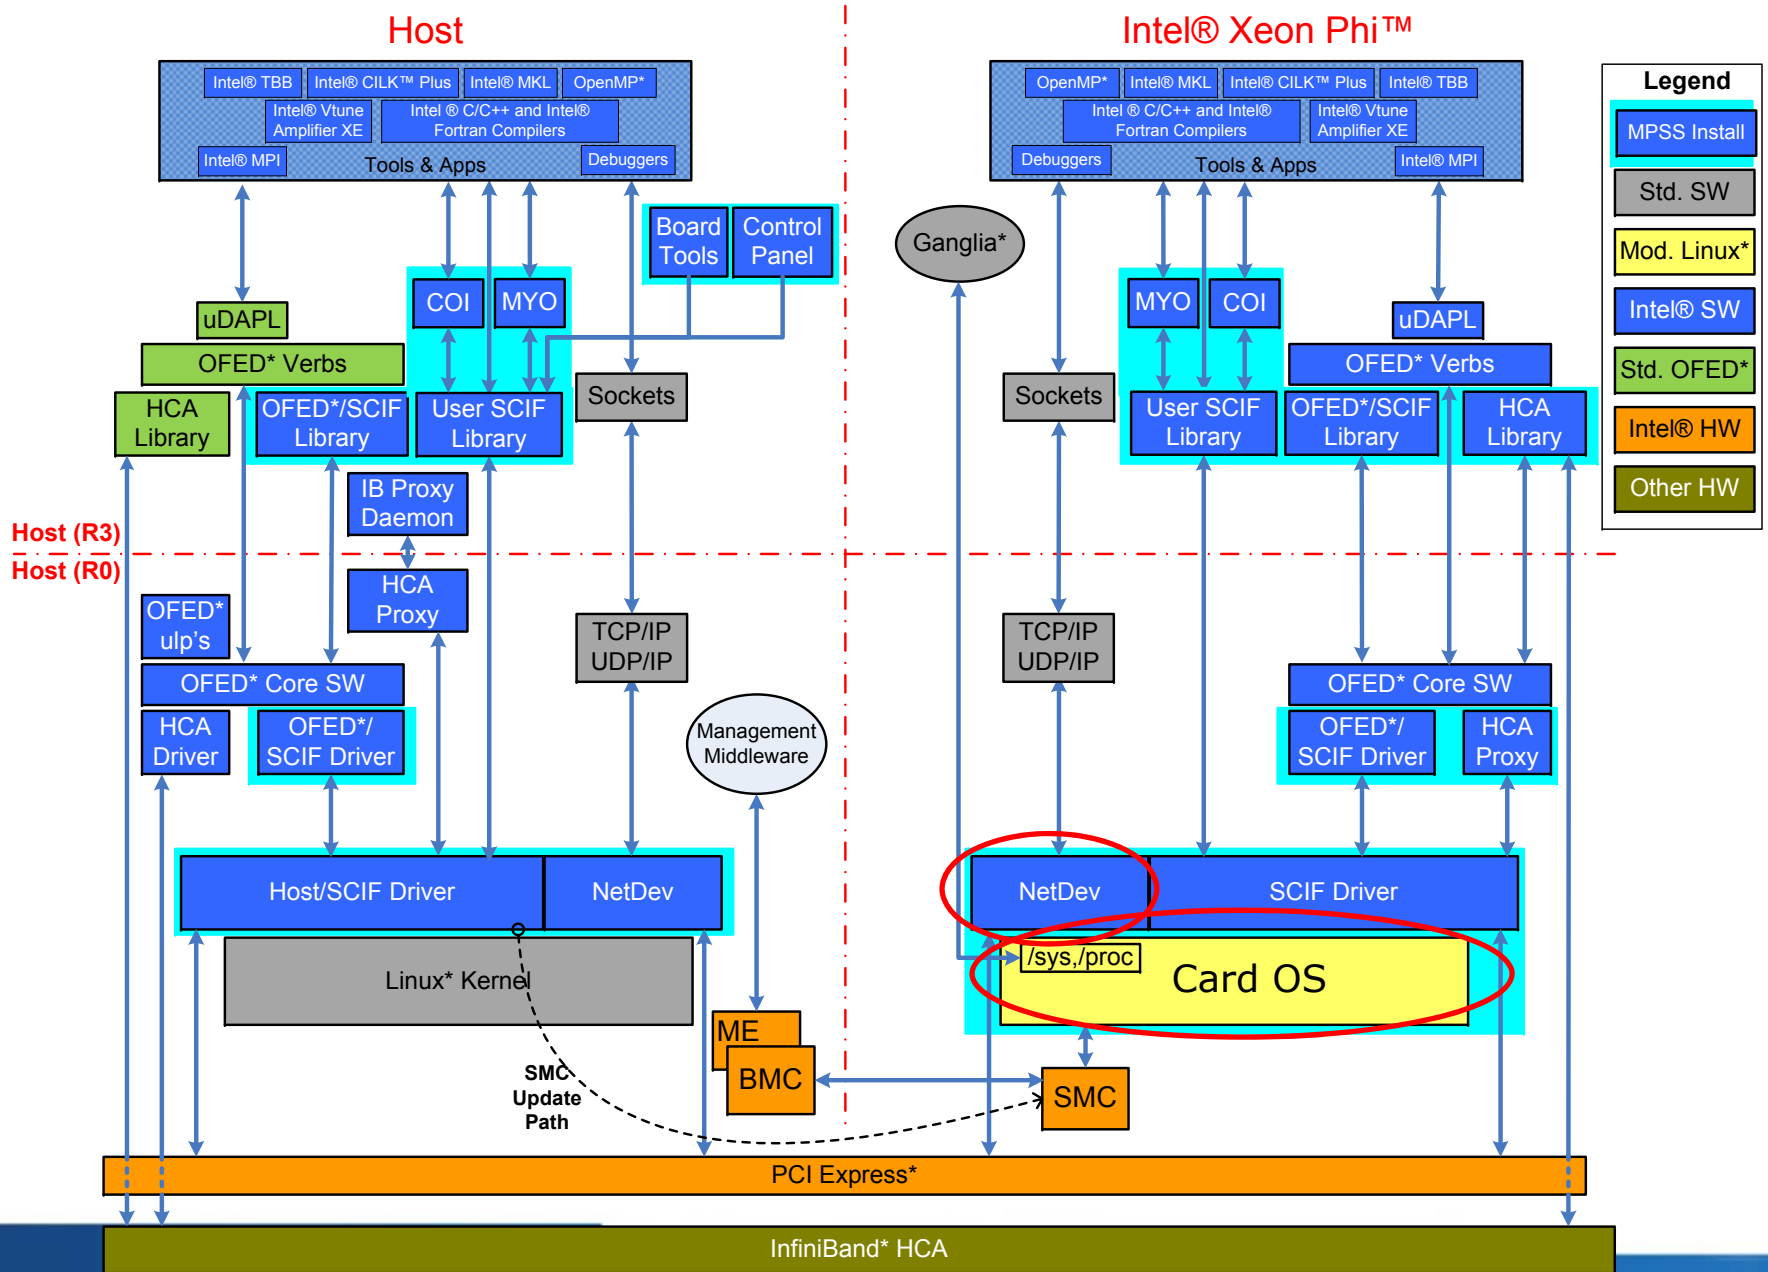 Host
Intel® Xeon Phi™
Intel® TBB
Intel® CILK™ Plus
Intel® MKL
OpenMP*
Intel® Vtune
Amplifier XE
Intel ® C/C++ and Intel®
Fortran Compilers
Intel® MPI
Tools & Apps
Debuggers
OpenMP*
Intel® MKL
Intel® CILK™ Plus
Intel® TBB
Intel ® C/C++ and Intel®
Fortran Compilers
Intel® Vtune
Amplifier XE
Debuggers
Tools & Apps
Intel® MPI
Legend
MPSS Install
Std. SW
Mod. Linux*
Intel® SW
Std. OFED*
Intel® HW
Other HW
Board
Tools
Control
Panel
Ganglia*
uDAPL
COI
MYO
OFED* Verbs
HCA
Library
OFED*/SCIF
Library
User SCIF
Library
Sockets
IB Proxy
Daemon
MYO
COI
uDAPL
OFED* Verbs
Sockets
User SCIF
Library
OFED*/SCIF
Library
HCA
Library
Host (R3)
Host (R0)
OFED*
ulp's
HCA
Proxy
TCP/IP
UDP/IP
OFED* Core SW
HCA
Driver
OFED*/
SCIF Driver
Management
Middleware
TCP/IP
UDP/IP
OFED* Core SW
OFED*/
SCIF Driver
HCA
Proxy
Host/SCIF Driver
NetDev
Linux* Kernel
NetDev
SCIF Driver
/sys,/proc
Card OS
ME
BMC
SMC
SMC
Update
Path
PCI Express*
InfiniBand* HCA